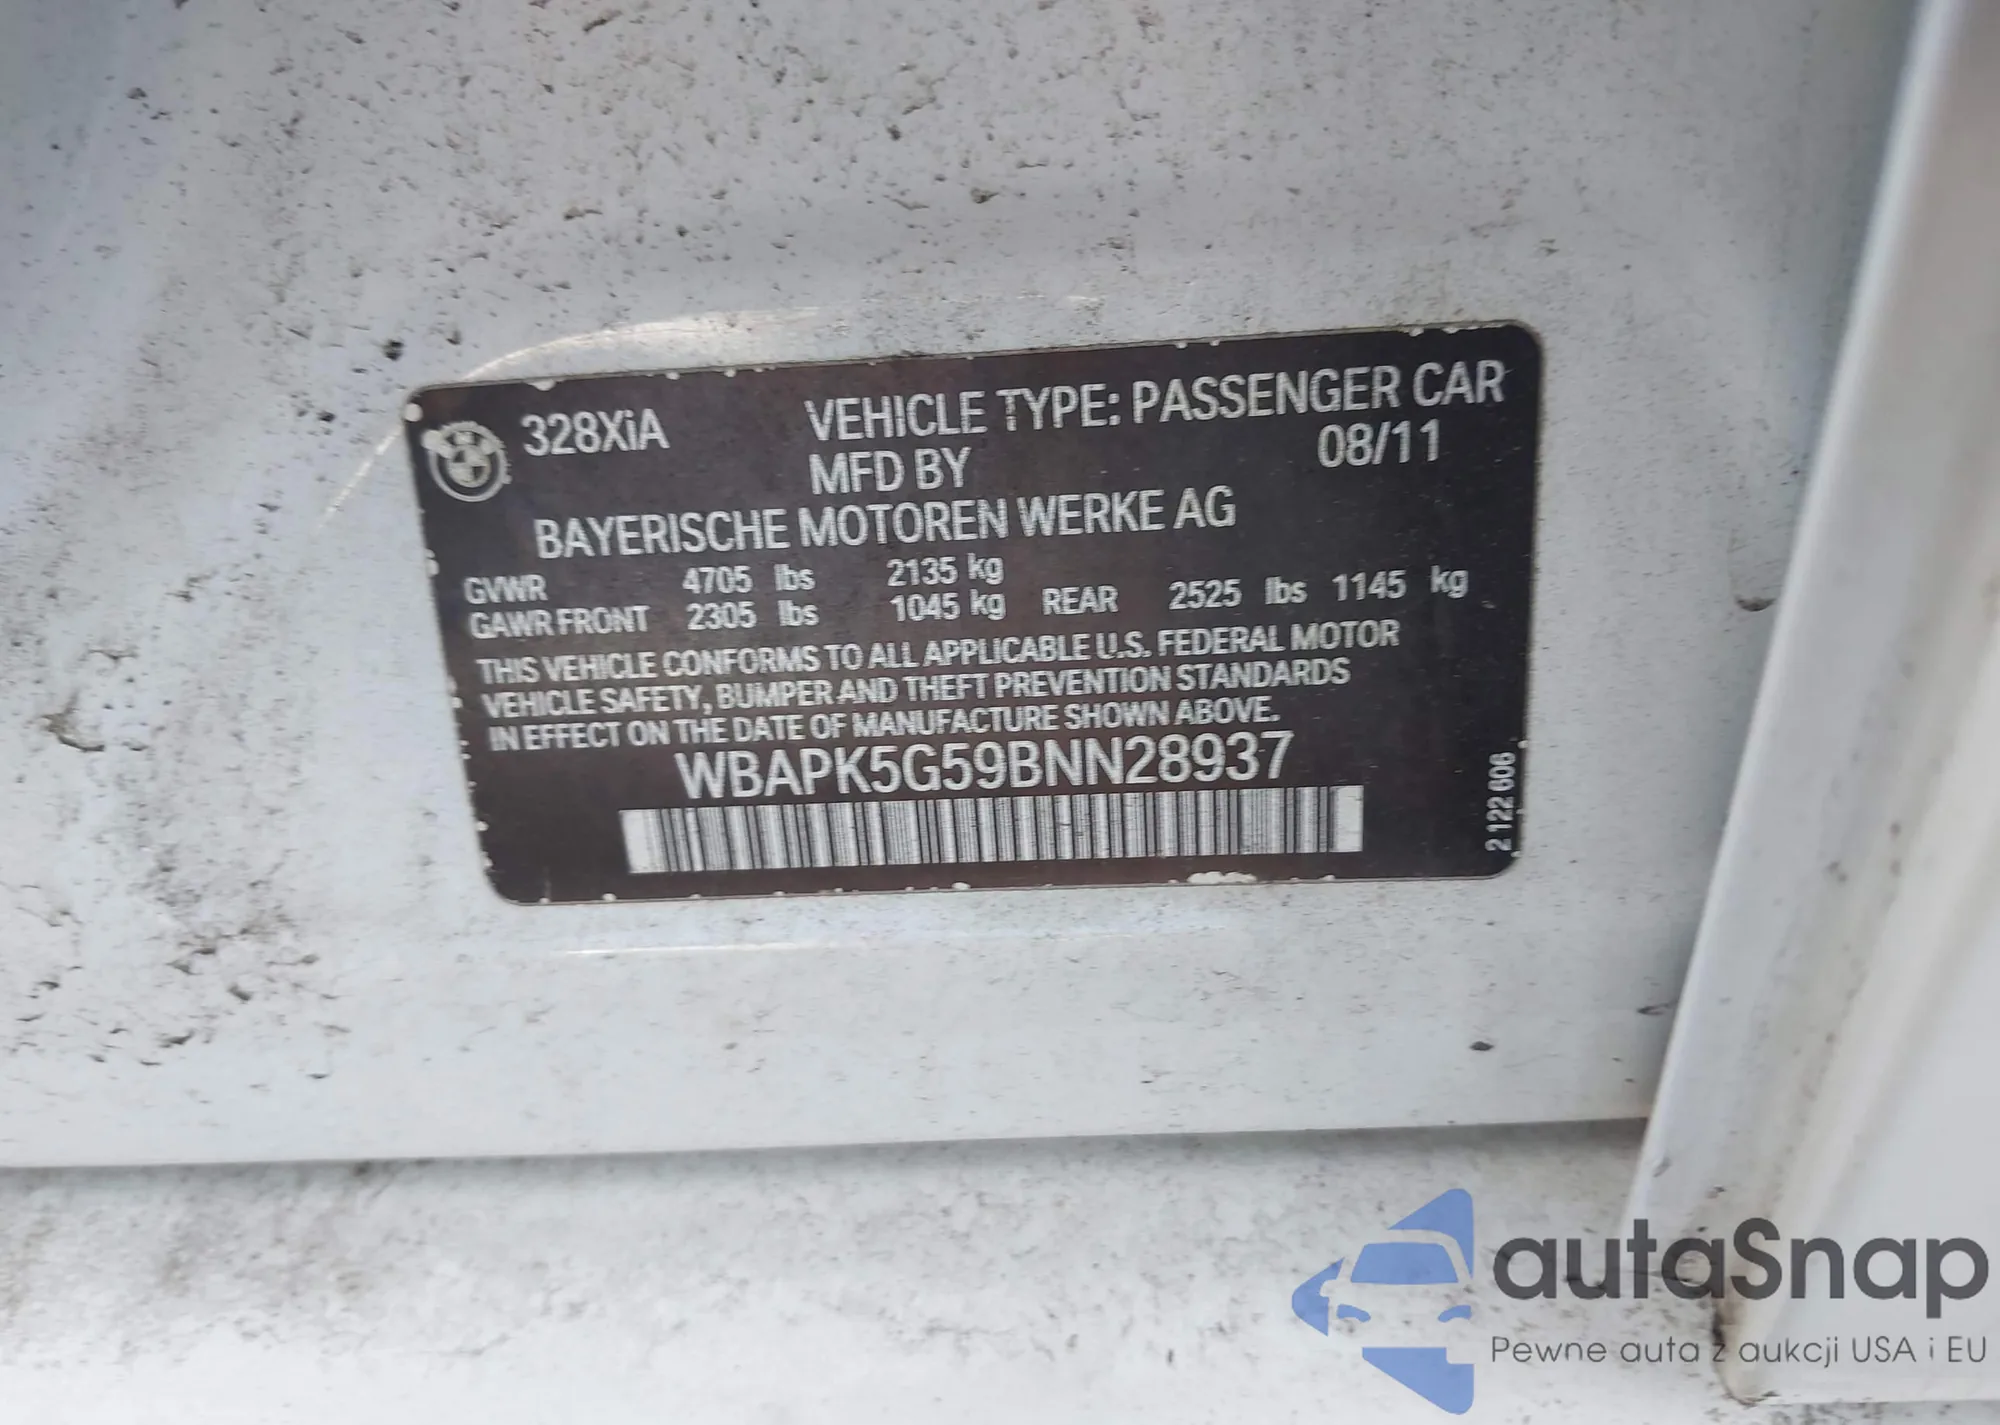 328XiA VEHICLE TYPE: PASSENGER CAR
MFD BY 08/11
BAYERISCHE MOTOREN WERKE AG
GVWR 4705 lbs 2135 kg
GAWR FRONT 2305 lbs 1045 kg REAR 2525 lbs 1145 kg
THIS VEHICLE CONFORMS TO ALL APPLICABLE U.S. FEDERAL MOTOR
VEHICLE SAFETY, BUMPER AND THEFT PREVENTION STANDARDS
IN EFFECT ON THE DATE OF MANUFACTURE SHOWN ABOVE.
WBAPK5G59BNN28937
2 122 606
autaSnap
Pewne auta z aukcji USA i EU